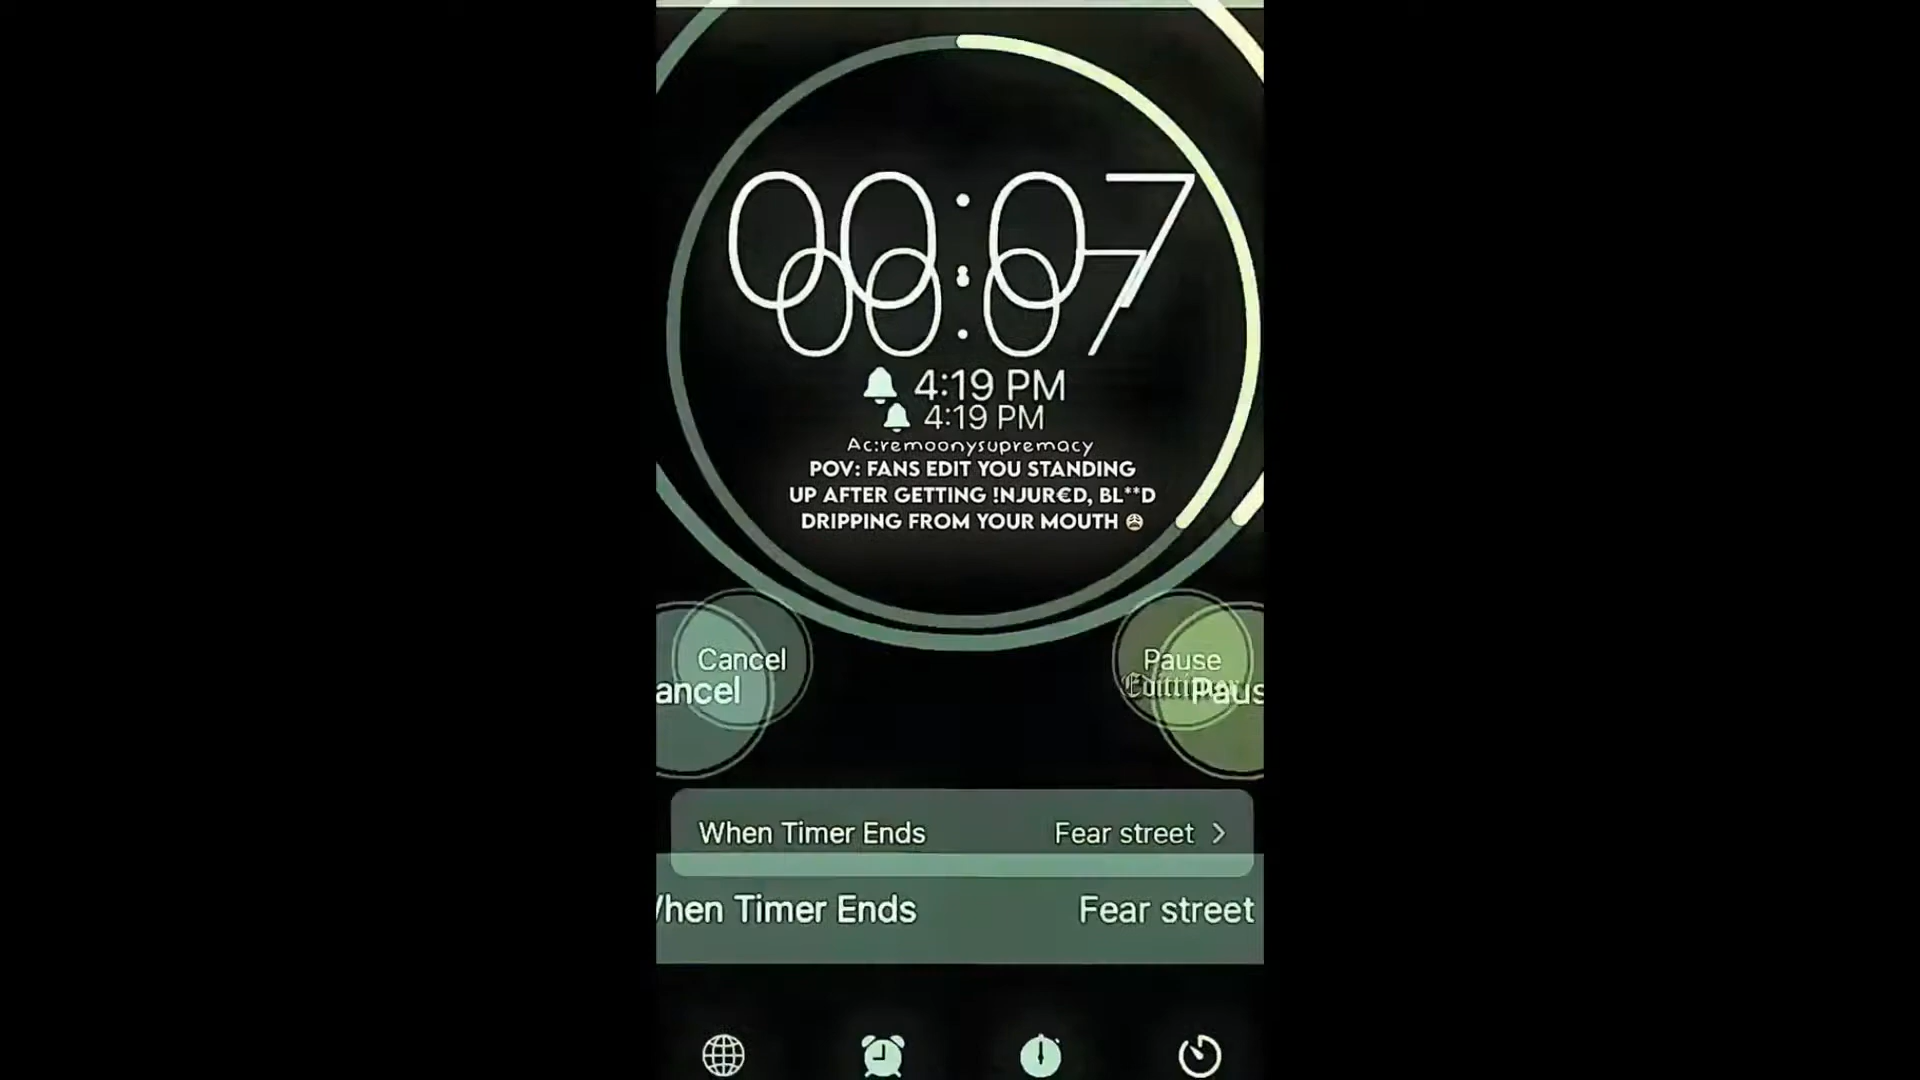 00:07
00:07
4:19 PM
4:19 PM
Ac:remoonysupremacy
POV: FANS EDIT YOU STANDING
UP AFTER GETTING !NJUR€D, BL**D
DRIPPING FROM YOUR MOUTH 😩
Cancel Pause
ancel Paus
When Timer Ends Fear street >
hen Timer Ends Fear street